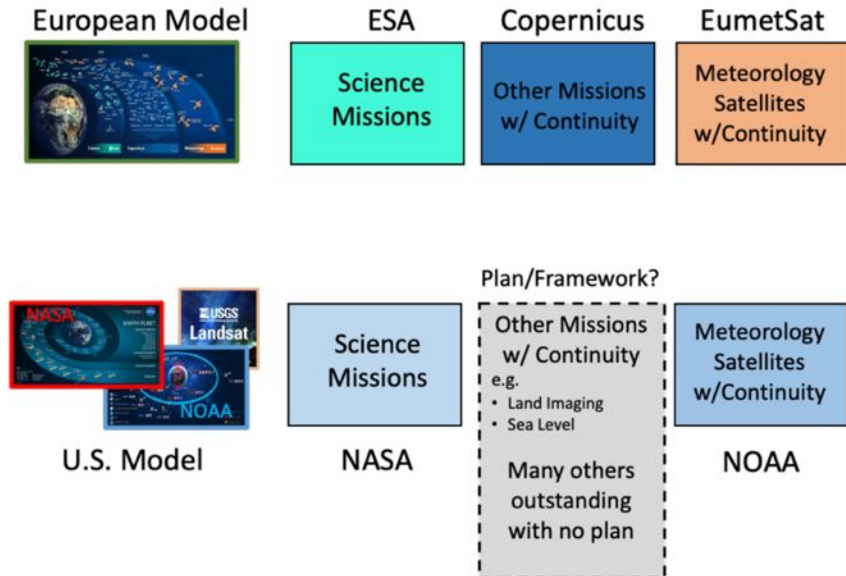 European Model
ESA
Copernicus
EumetSat
Science
Missions
Other Missions
w/ Continuity
Meteorology
Satellites
w/Continuity
Plan/Framework?
NASA
EARTH FLEET
USGS
Landsat
NOAA
Science
Missions
Other Missions
w/ Continuity
e.g.
• Land Imaging
• Sea Level
Many others
outstanding
with no plan
Meteorology
Satellites
w/Continuity
U.S. Model
NASA
NOAA